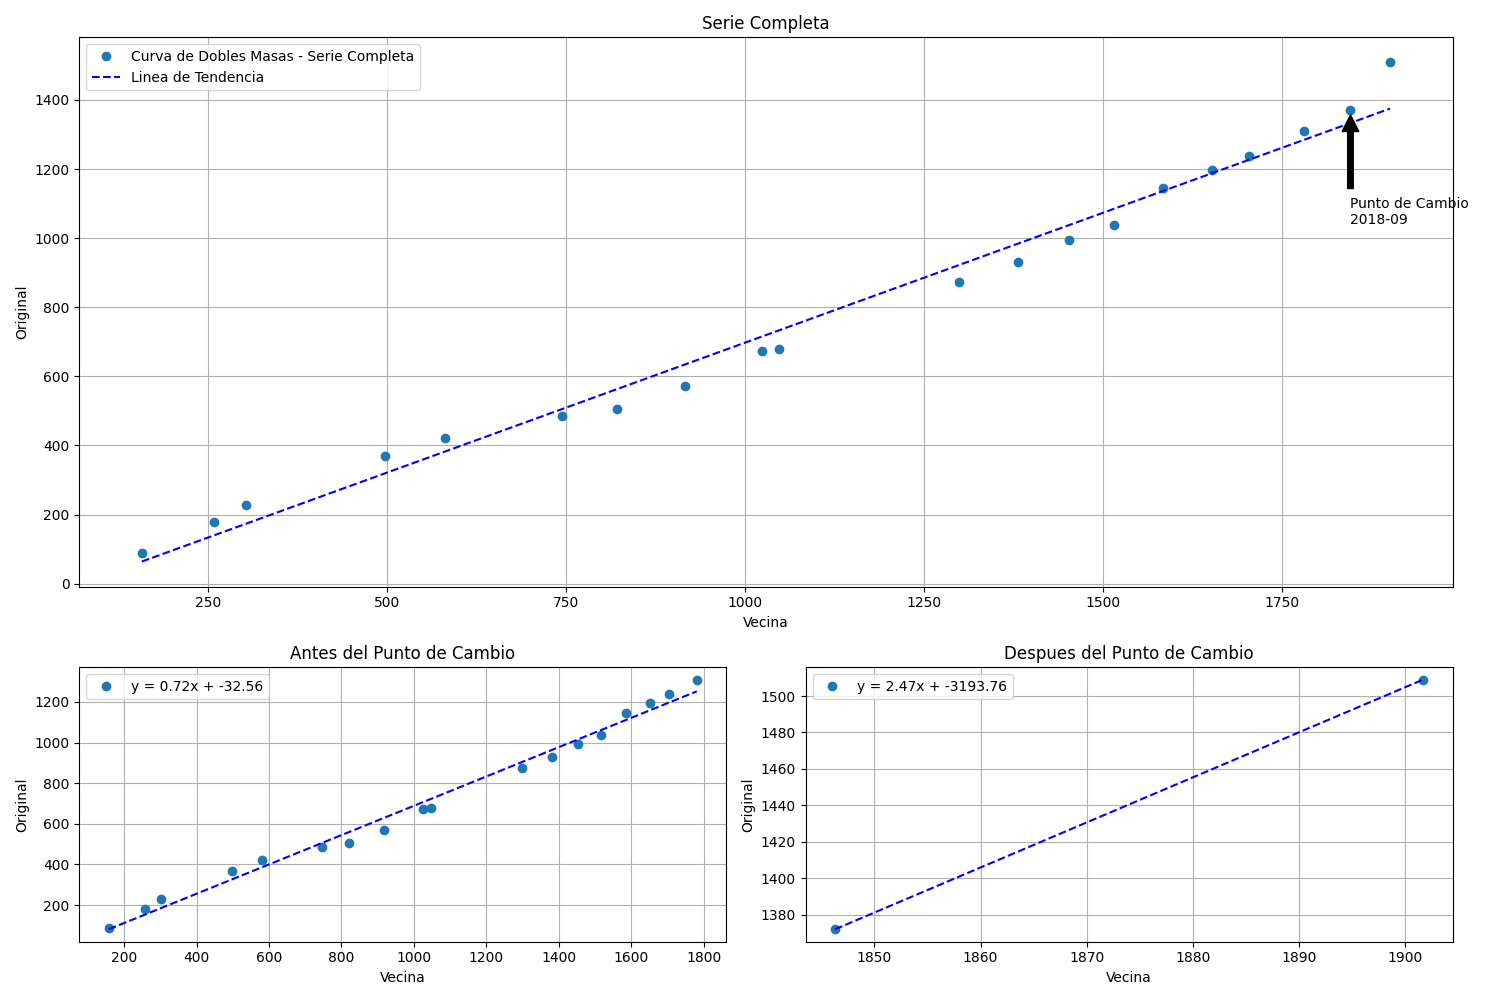 Serie Completa
Curva de Dobles Masas - Serie Completa
Linea de Tendencia
1400
1200
1000
800
600
400
200
0
Original
Punto de Cambio
2018-09
250 500 750 1000 1250 1500 1750
Vecina
Antes del Punto de Cambio
y = 0.72x + -32.56
1200
1000
800
600
400
200
Original
200 400 600 800 1000 1200 1400 1600 1800
Vecina
Despues del Punto de Cambio
y = 2.47x + -3193.76
1500
1480
1460
1440
1420
1400
1380
Original
1850 1860 1870 1880 1890 1900
Vecina